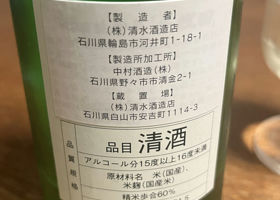 【製造者】
(株)清水酒造店
石川県輪島市河井町1-18-1
【製造所加工所】
中村酒造(株)
石川県野々市市清金2-1
【蔵置場】
(株)清水酒造店
石川県白山市安吉町1114-3
品目 清酒
品質規格
アルコール分15度以上16度未満
原材料名 米(国産)、
米麹(国産米)
精米歩合60%